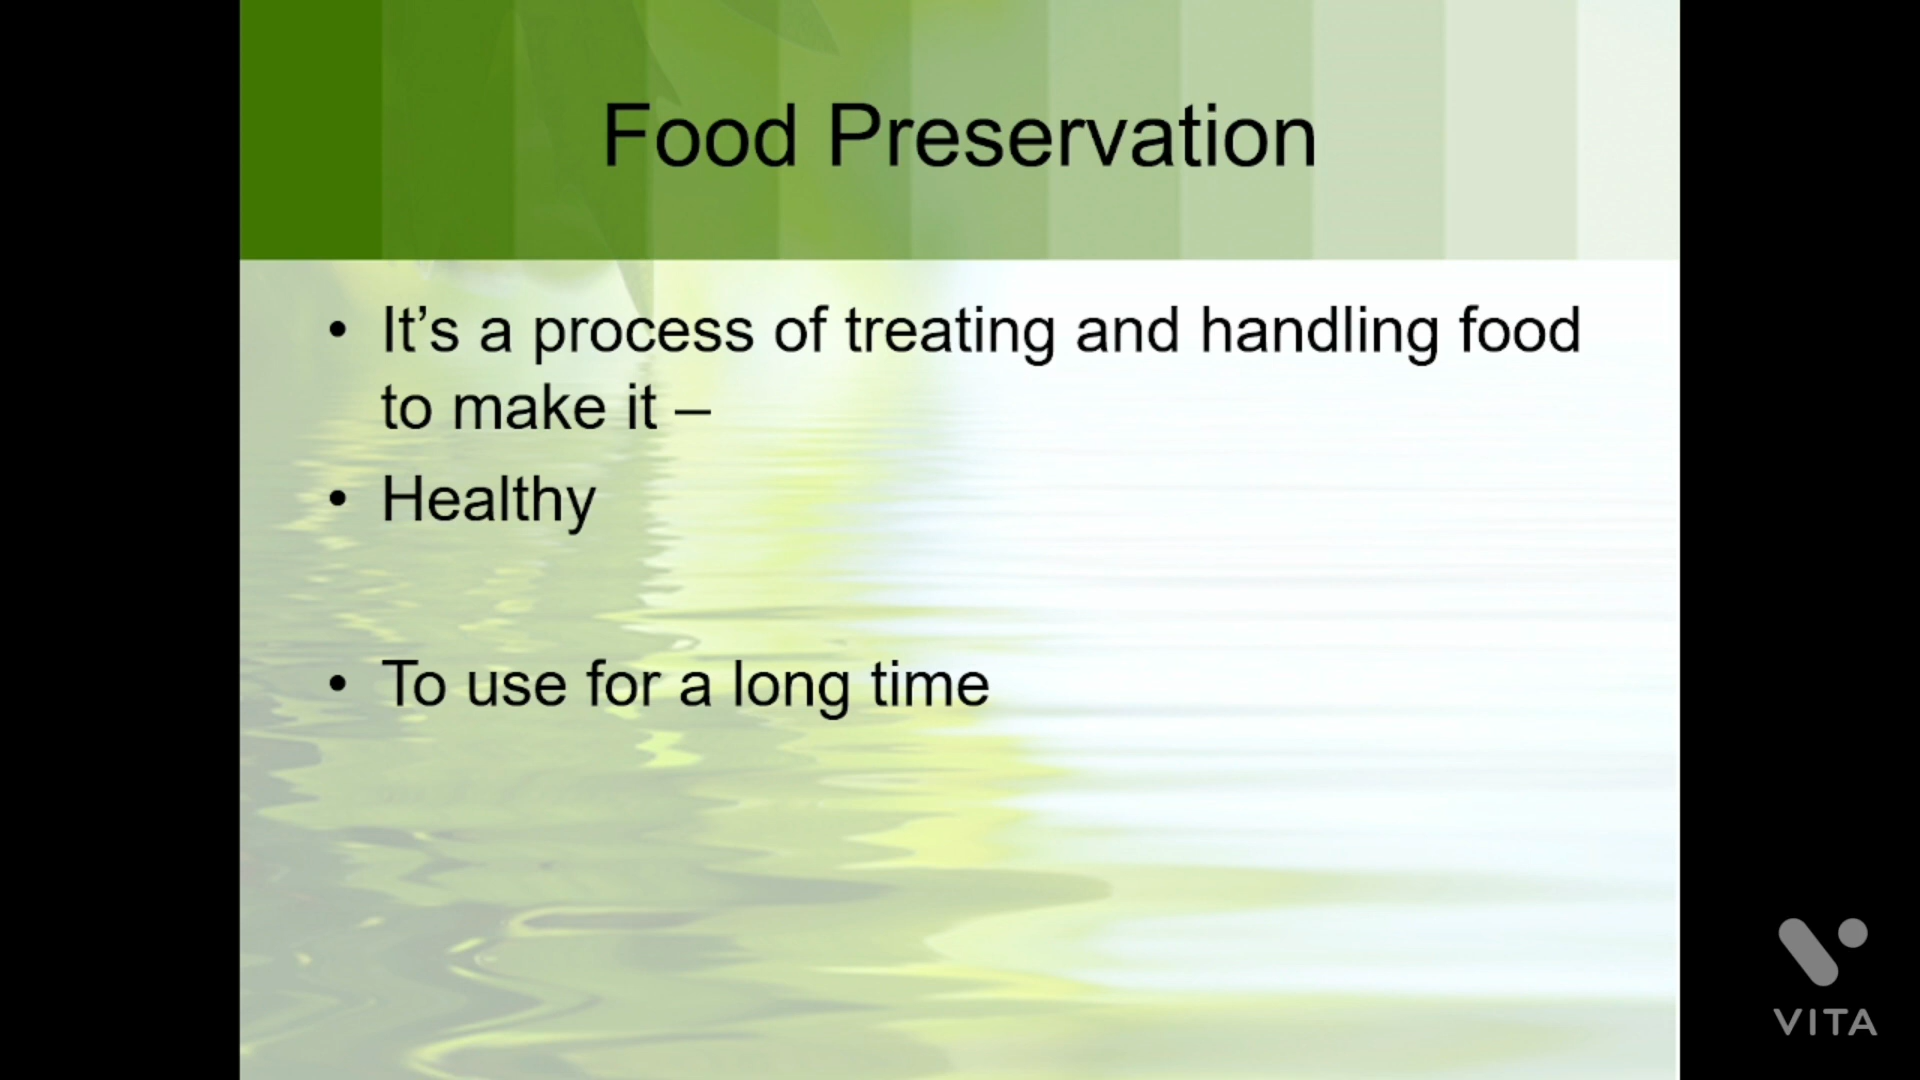 Food Preservation
• It’s a process of treating and handling food
to make it –
• Healthy
• To use for a long time
VITA